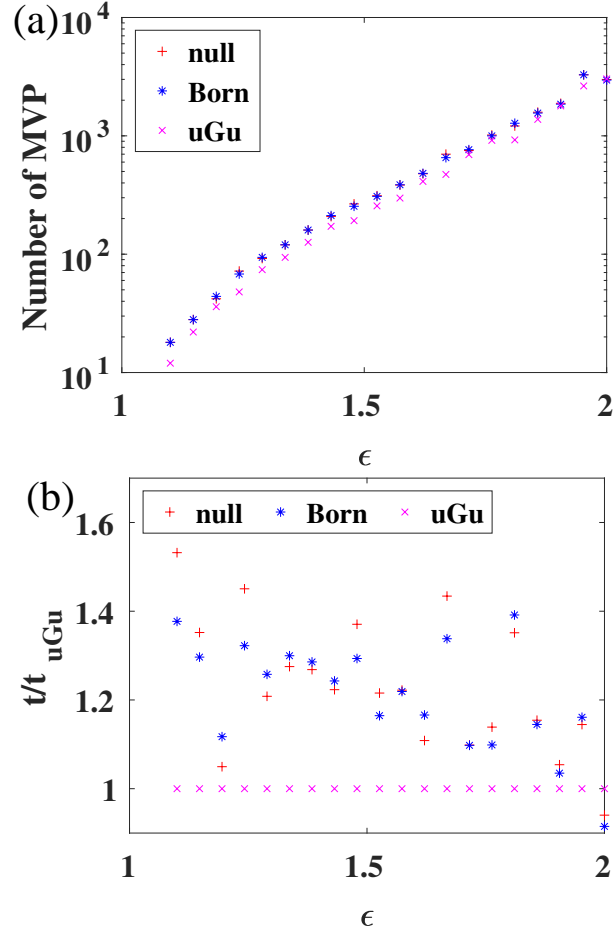 (a)
10^4
null
Born
uGu
10^3
Number of MVP
10^2
10^1
1
1.5
2
ϵ
(b)
null
Born
uGu
1.6
1.4
t/t_uGu
1.2
1
1
1.5
2
ϵ